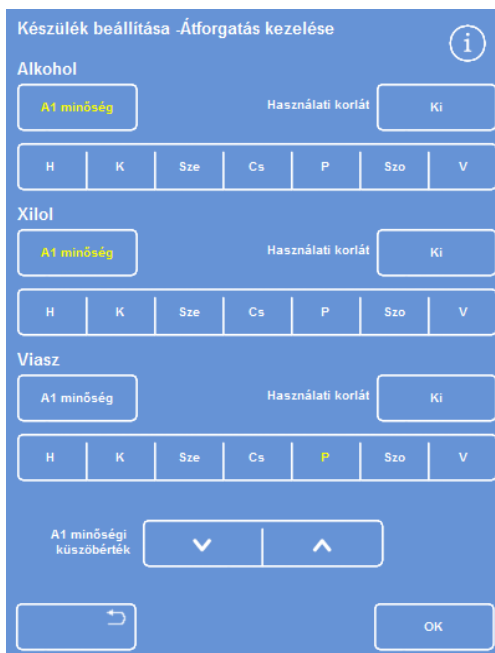 Készülék beállítása -Átforgatás kezelése
i
Alkohol
A1 minőség Használati korlát Ki
H K Sze Cs P Szo V
Xilol
A1 minőség Használati korlát Ki
H K Sze Cs P Szo V
Viasz
A1 minőség Használati korlát Ki
H K Sze Cs P Szo V
A1 minőségi
küszöbérték
OK